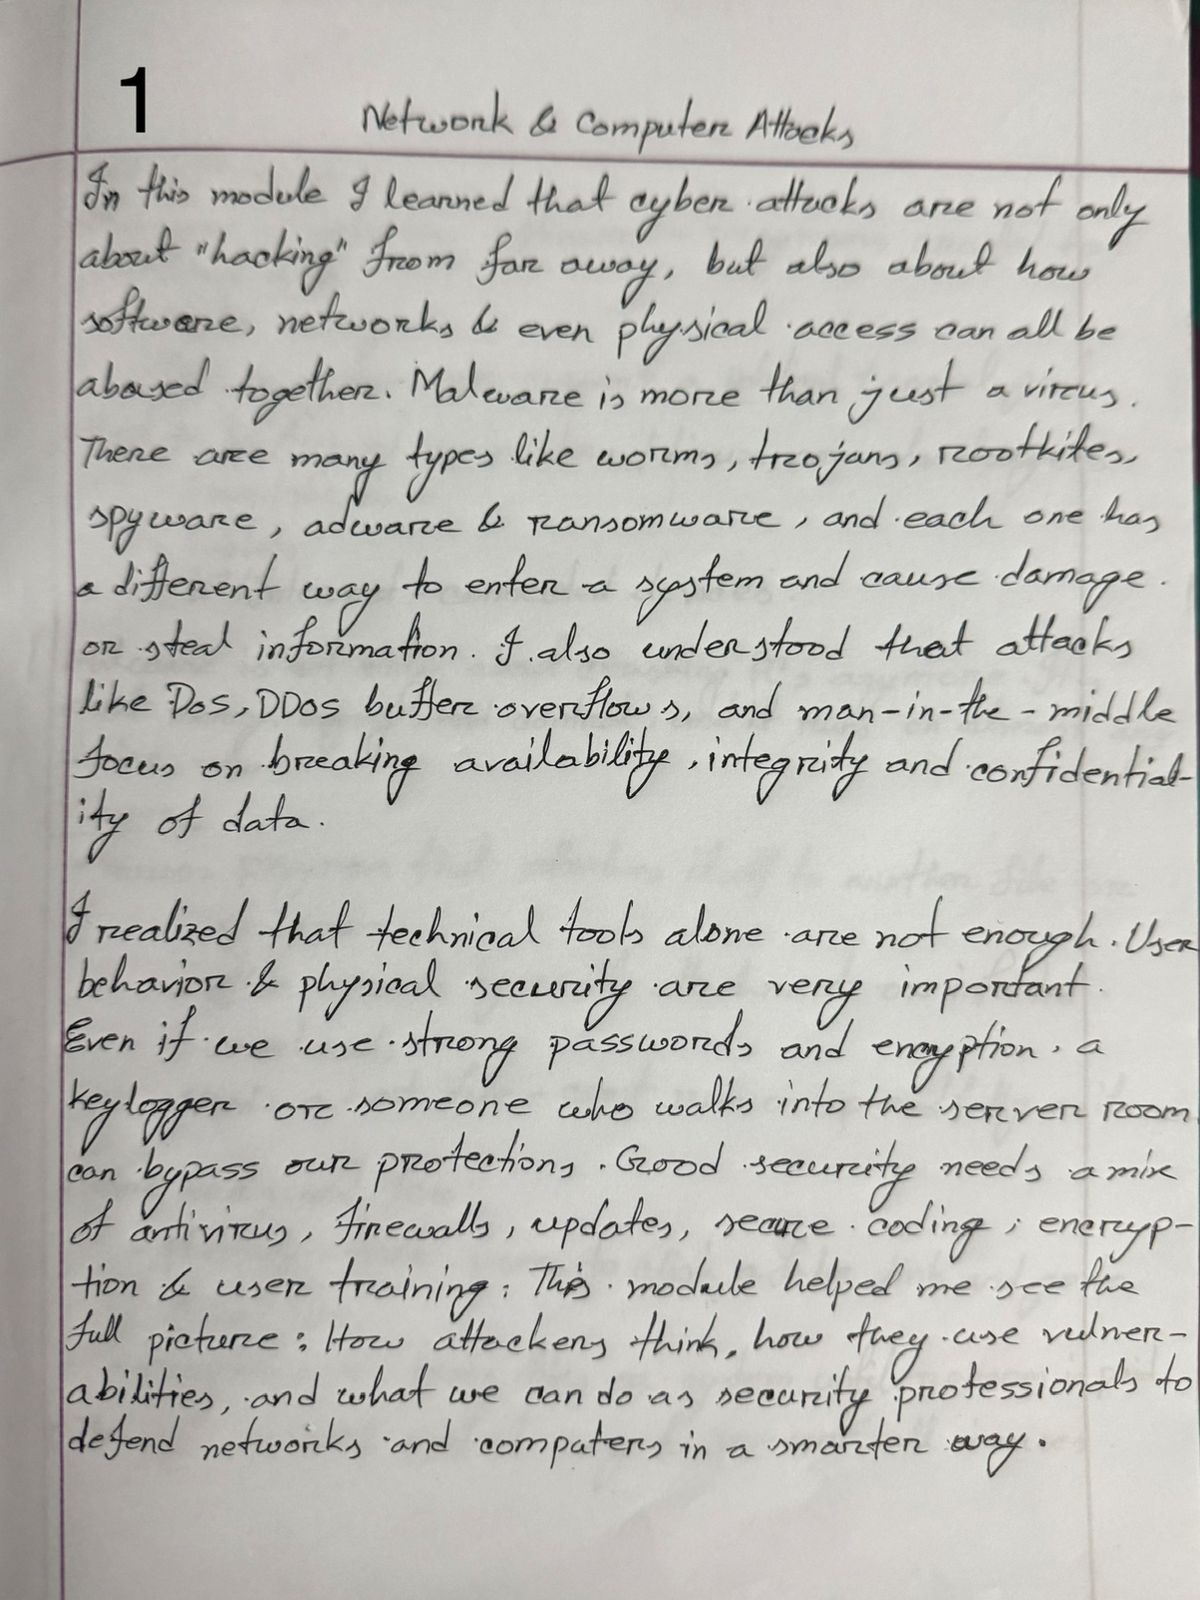 1
Network & Computer Attacks
In this module I learned that cyber attacks are not only
about "hacking" from far away, but also about how
software, networks & even physical access can all be
abused together. Malware is more than just a virus.
There are many types like worms, trojans, rootkites,
spyware, adware & ransomware, and each one has
a different way to enter a system and cause damage.
or steal information. I also understood that attacks
like DoS, DDos buffer overflows, and man-in-the-middle
focus on breaking availability, integrity and confidential-
ity of data.
I realized that technical tools alone are not enough. User
behavior & physical security are very important.
Even if we use strong passwords and encyption, a
keylogger or someone who walks into the server room
can bypass our protections. Good security needs a mix
of antivirus, firewalls, updates, secure coding, encryp-
tion & user training. This module helped me see the
full picture: How attackers think, how they use vulner-
abilities, and what we can do as security professionals to
defend networks and computers in a smarter way.